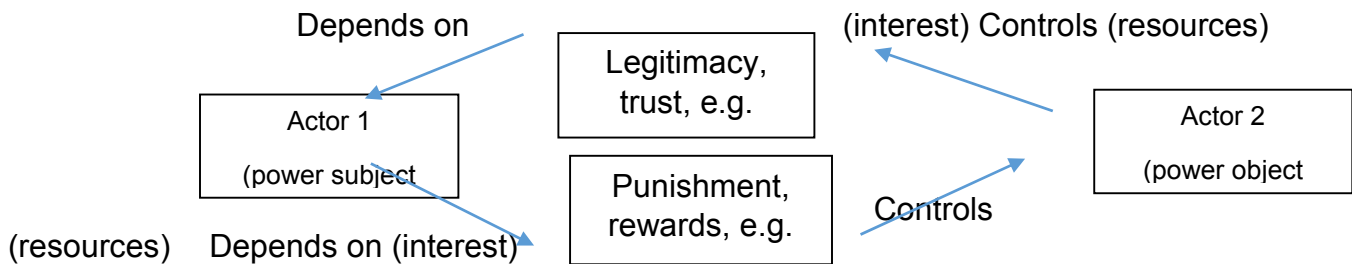 Depends on (interest) Controls (resources)
Legitimacy,
trust, e.g.
Actor 1
(power subject
Actor 2
(power object
Punishment,
rewards, e.g.
Controls
(resources) Depends on (interest)